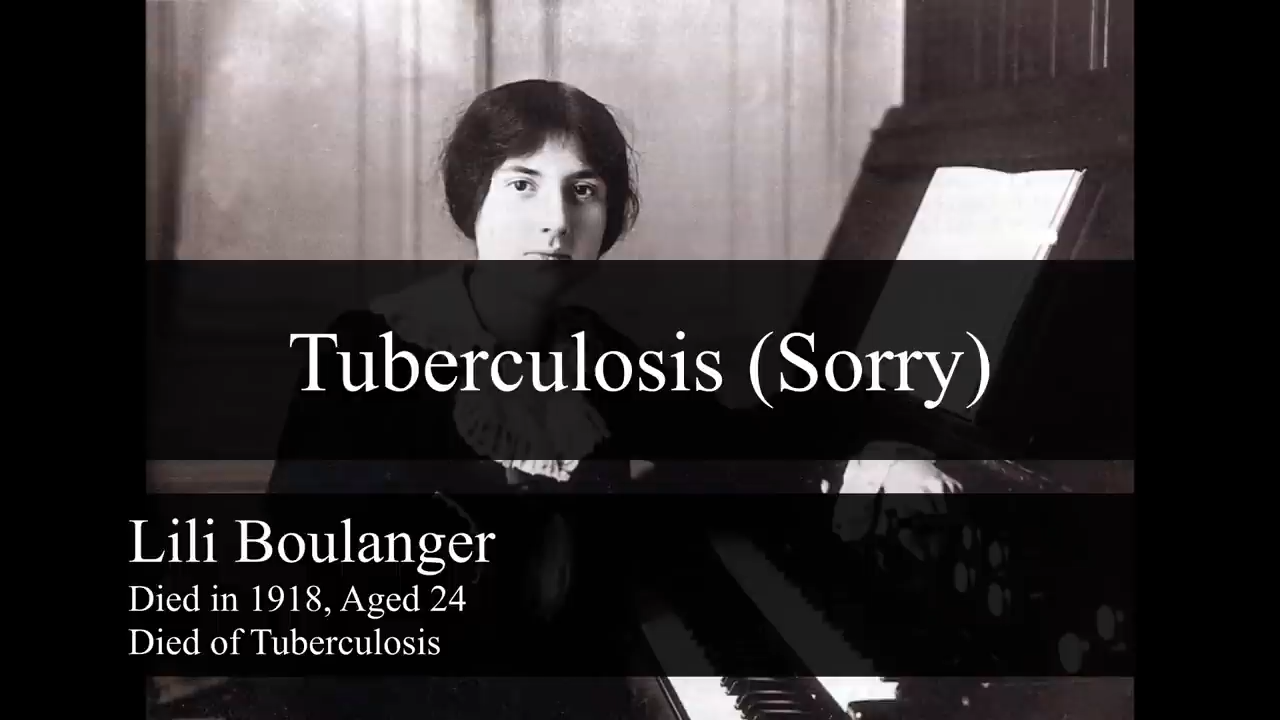 Tuberculosis (Sorry)
Lili Boulanger
Died in 1918, Aged 24
Died of Tuberculosis